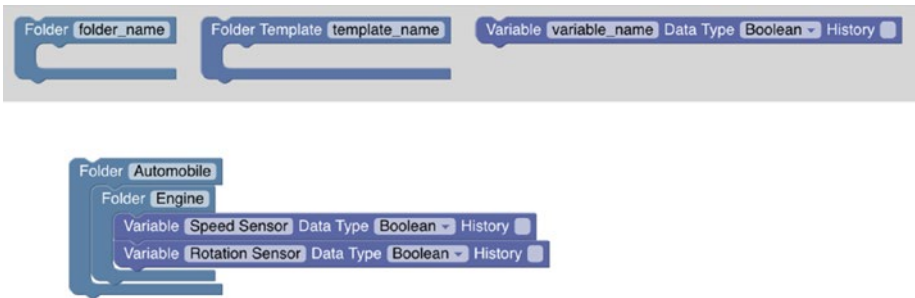 Folder folder_name Folder Template template_name Variable variable_name Data Type Boolean History
Folder Automobile
Folder Engine
Variable Speed Sensor Data Type Boolean History
Variable Rotation Sensor Data Type Boolean History